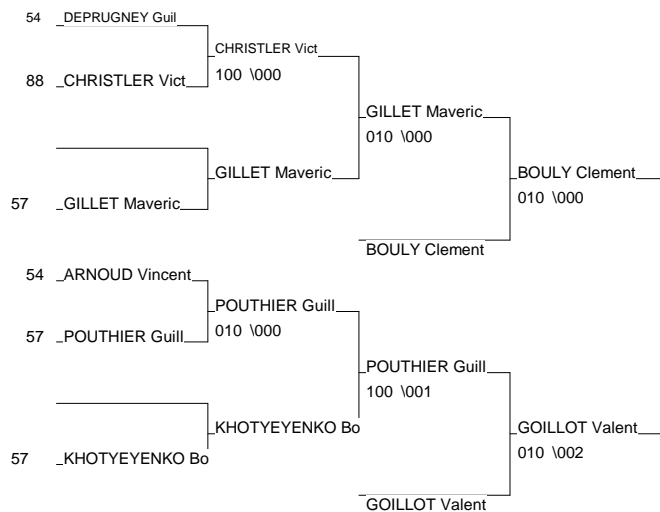 54 DEPRUGNEY Guil
CHRISTLER Vict
100 \000
88 CHRISTLER Vict
GILLET Maveric
010 \000
GILLET Maveric
BOULY Clement
010 \000
57 GILLET Maveric
BOULY Clement
54 ARNOUD Vincent
POUTHIER Guill
010 \000
57 POUTHIER Guill
POUTHIER Guill
100 \001
KHOTYEYENKO Bo
GOILLOT Valent
010 \002
57 KHOTYEYENKO Bo
GOILLOT Valent